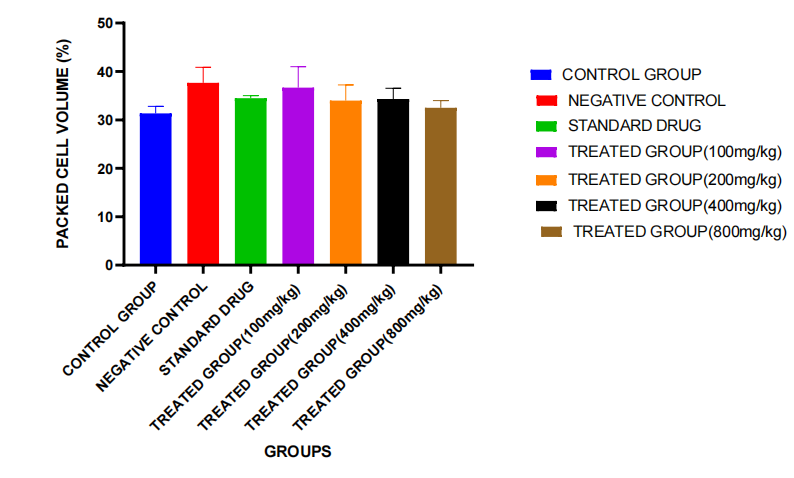 PACKED CELL VOLUME (%)
50
40
30
20
10
0
CONTROL GROUP
NEGATIVE CONTROL
STANDARD DRUG
TREATED GROUP(100mg/kg)
TREATED GROUP(200mg/kg)
TREATED GROUP(400mg/kg)
TREATED GROUP(800mg/kg)
GROUPS
CONTROL GROUP
NEGATIVE CONTROL
STANDARD DRUG
TREATED GROUP(100mg/kg)
TREATED GROUP(200mg/kg)
TREATED GROUP(400mg/kg)
TREATED GROUP(800mg/kg)